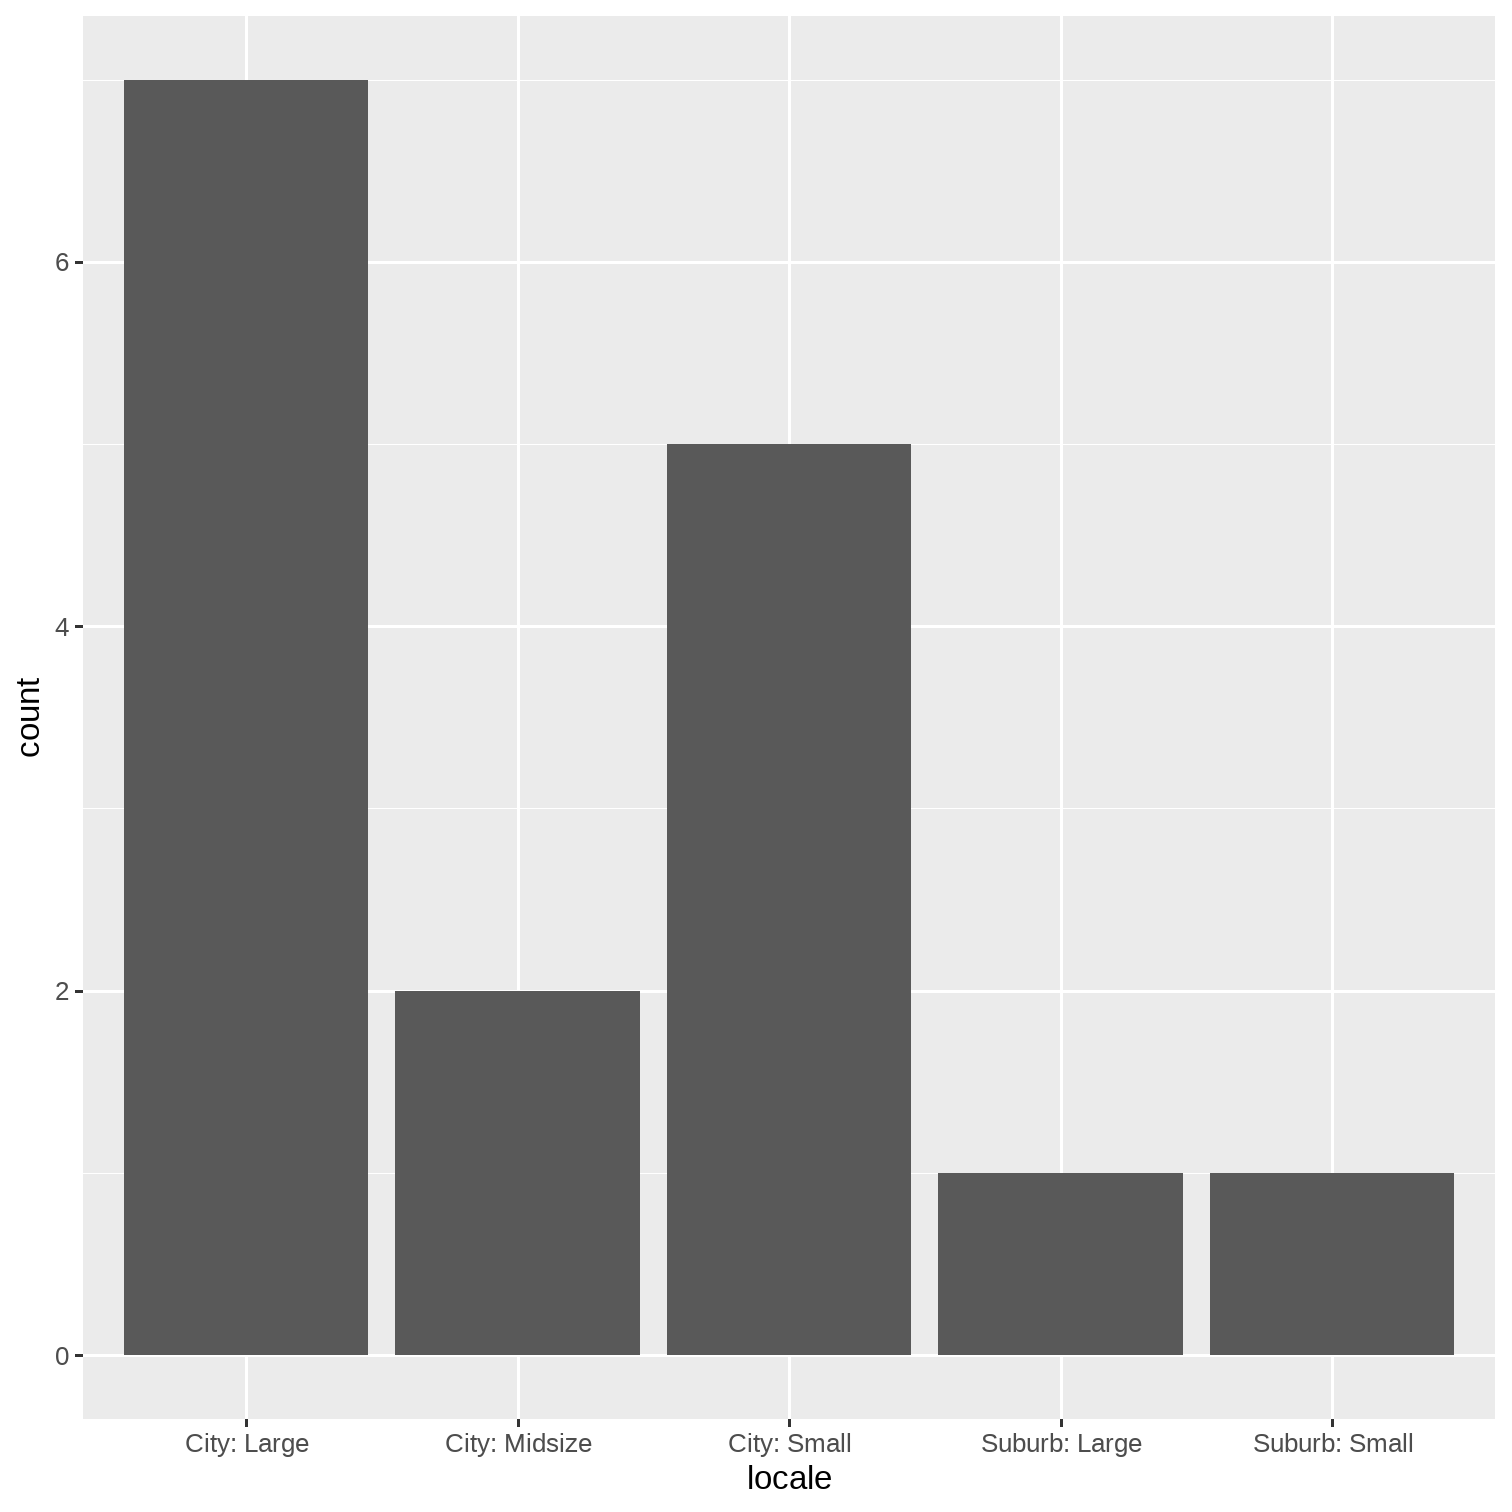 count
6
4
2
0
City: Large
City: Midsize
City: Small
Suburb: Large
Suburb: Small
locale